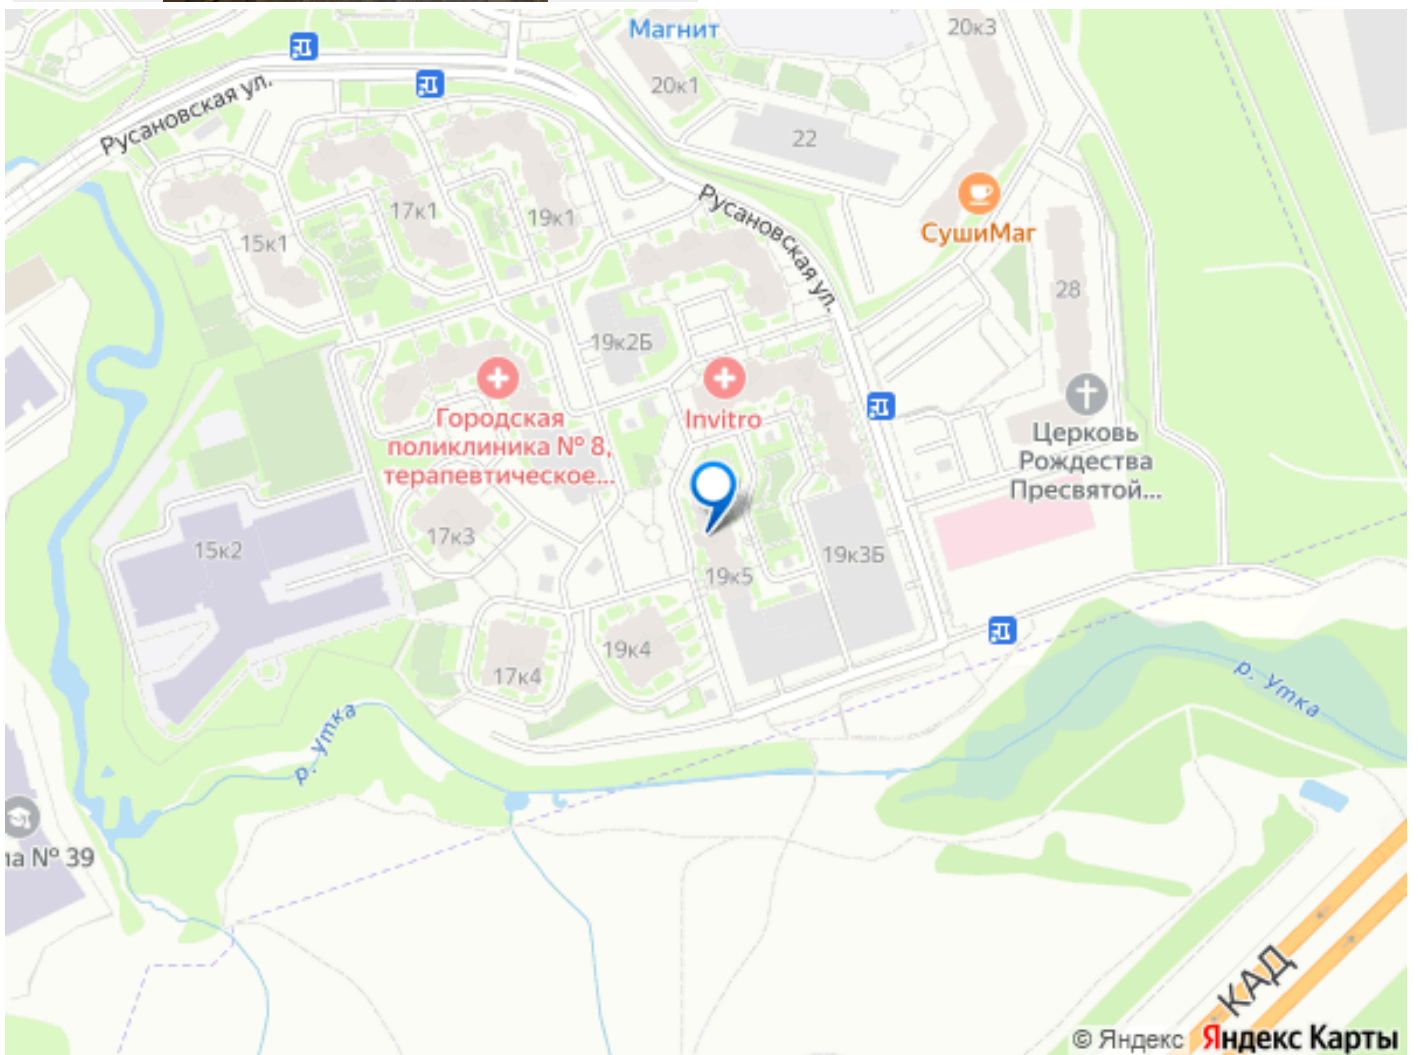 Магнит
20к3
20к1
Русановская ул.
22
17к1
19к1
15к1
Русановская ул.
СушиМаг
28
19к2Б
Городская
поликлиника № 8,
терапевтическое...
Invitro
Церковь
Рождества
Пресвятой...
15к2
17к3
19к5
19к3Б
19к4
17к4
р. Утка
р. Утка
№ 39
КАД
© Яндекс Яндекс Карты